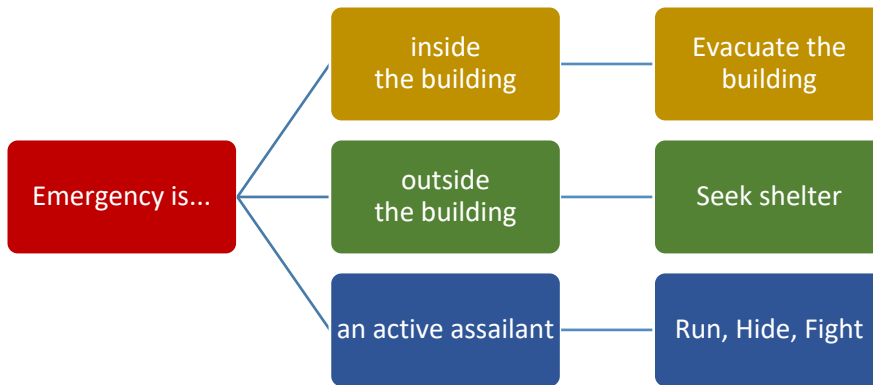 Emergency is...
inside
the building
Evacuate the
building
outside
the building
Seek shelter
an active assailant
Run, Hide, Fight